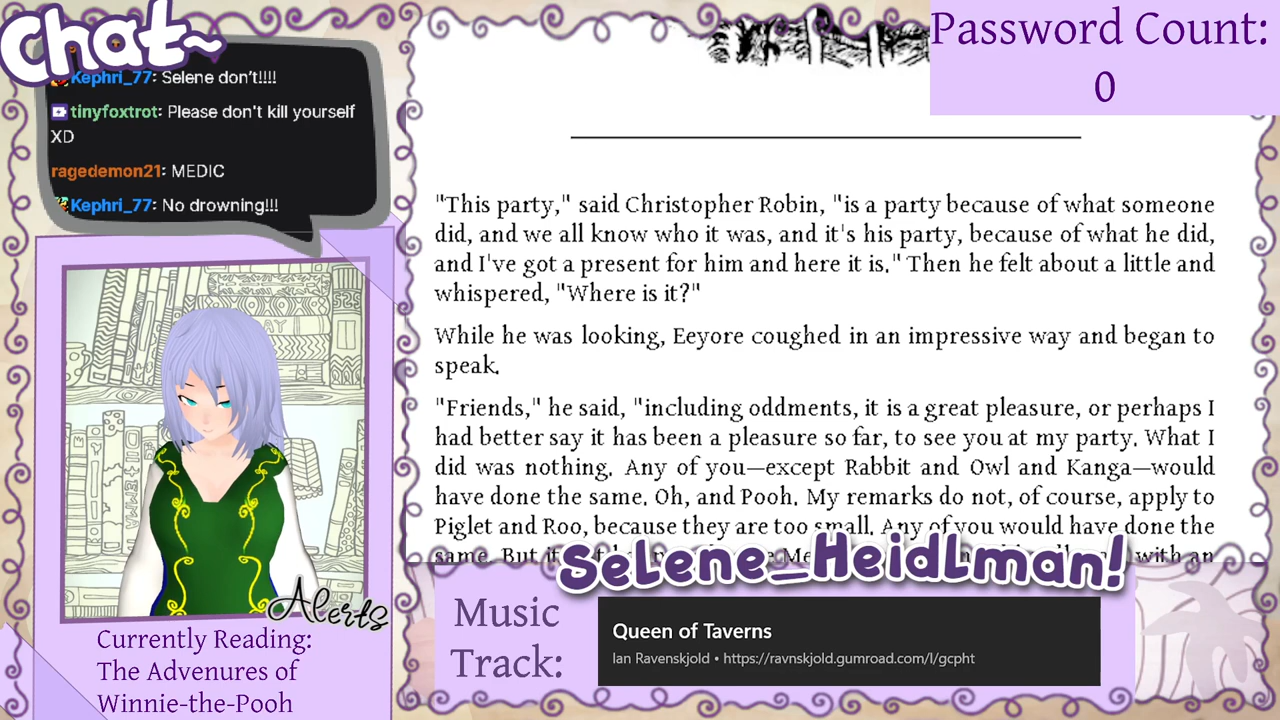 Chat~
Kephri_77: Selene don't!!!!
tinyfoxtrot: Please don't kill yourself
XD
ragedemon21: MEDIC
Kephri_77: No drowning!!!
Alerts
Currently Reading:
The Advenures of
Winnie-the-Pooh
Password Count:
0
"This party," said Christopher Robin, "is a party because of what someone
did, and we all know who it was, and it's his party, because of what he did,
and I've got a present for him and here it is." Then he felt about a little and
whispered, "Where is it?"
While he was looking, Eeyore coughed in an impressive way and began to
speak.
"Friends," he said, "including oddments, it is a great pleasure, or perhaps I
had better say it has been a pleasure so far, to see you at my party. What I
did was nothing. Any of you—except Rabbit and Owl and Kanga—would
have done the same. Oh, and Pooh. My remarks do not, of course, apply to
Piglet and Roo, because they are too small. Any of you would have done the
same. But with an
Selene_Heidlman!
Music
Track:
Queen of Taverns
Ian Ravenskjold • https://ravnskjold.gumroad.com/l/gcpht